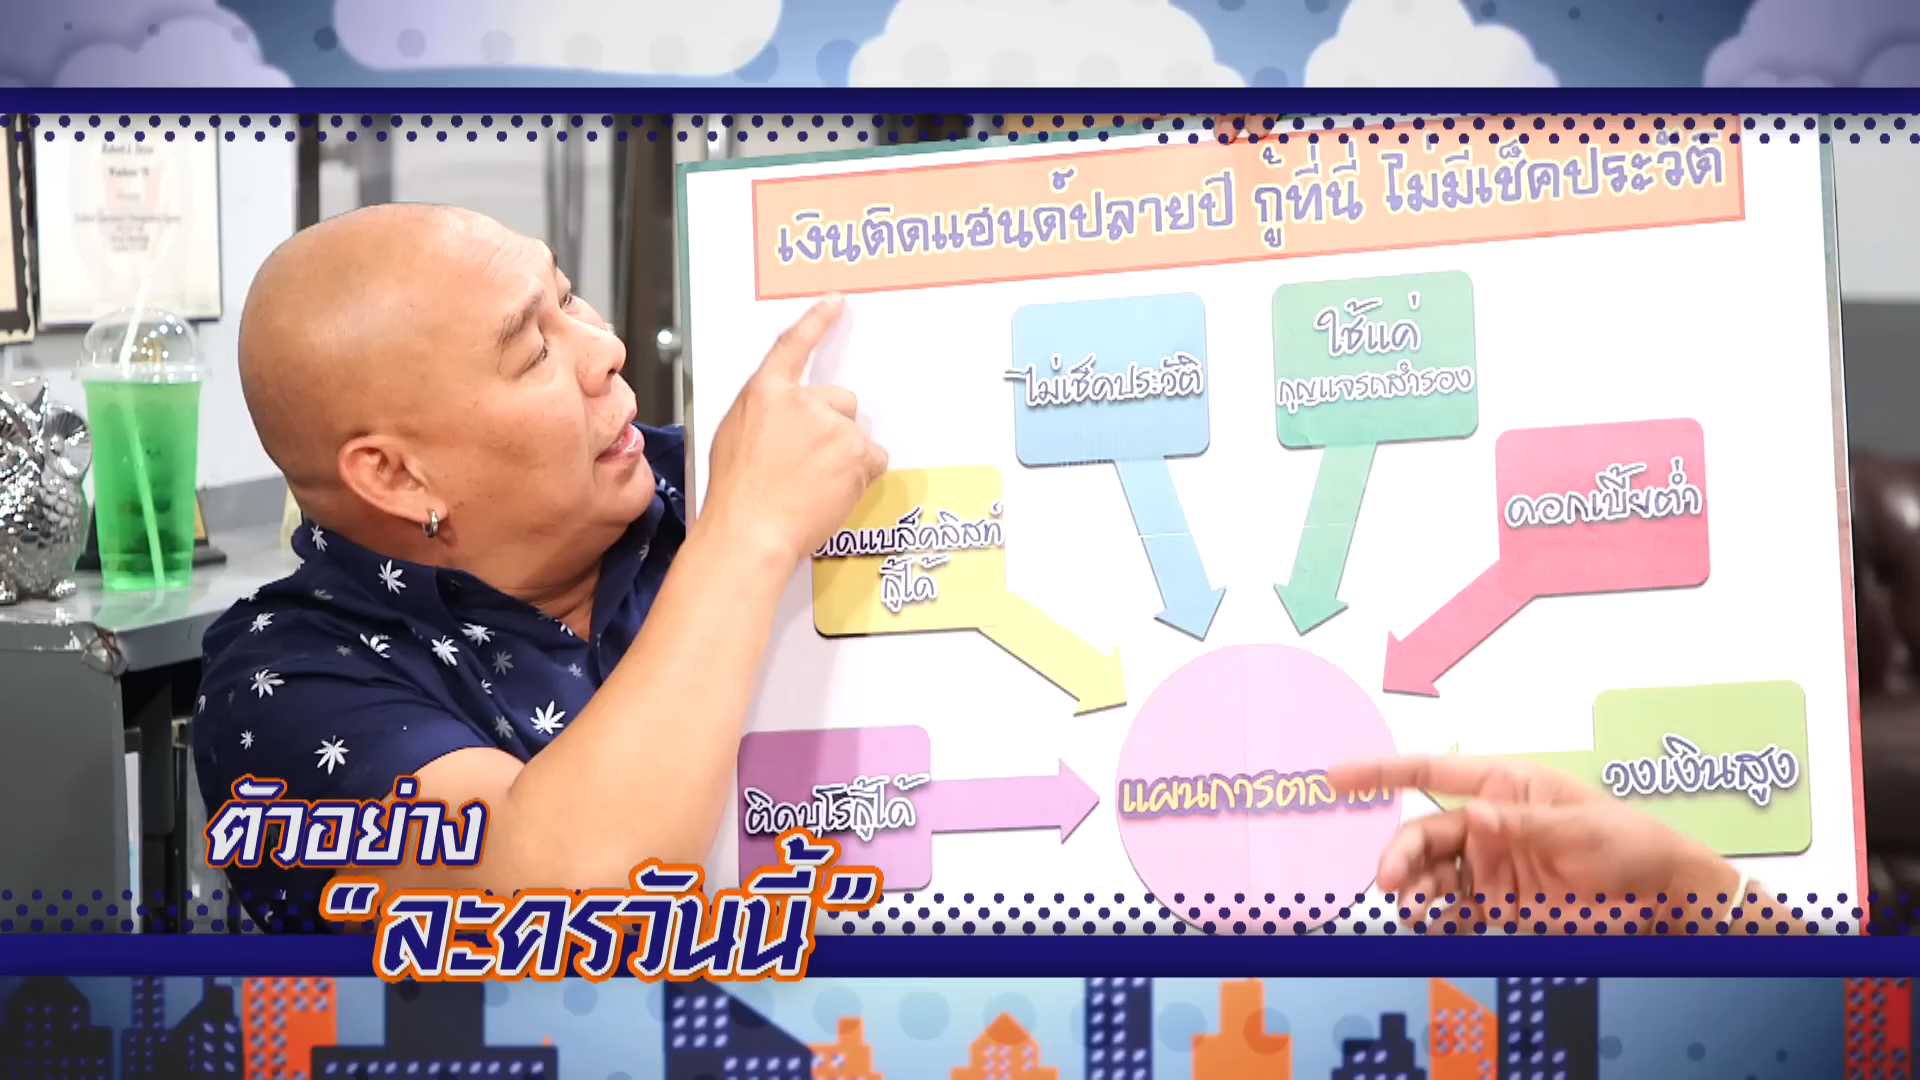 เงินติดแฮนด์ปลายปี กู้ที่นี่ ไม่มีเช็คประวัติ
ไม่เช็คประวัติ
ใช้แค่
กุญแจรถสำรอง
ดอกเบี้ยต่ำ
กู้ได้
วงเงินสูง
ติดบูโรกู้ได้
ตัวอย่าง
“ละครวันนี้”